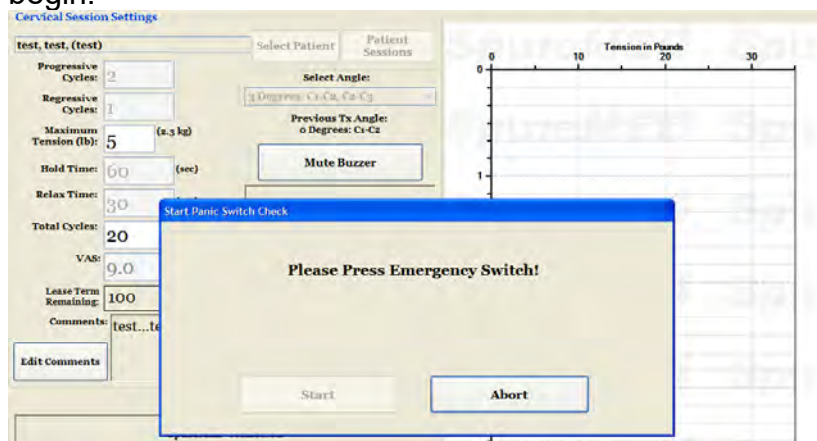 begin.
Cervical Session Settings
test, test, (test)
Select Patient
Patient
Sessions
Progressive
Cycles:
2
Select Angle:
Regressive
Cycles:
1
3 Degrees: C1-C2, C2-C3
Previous Tx Angle:
0 Degrees: C1-C2
Maximum
Tension (lb):
5
(2.3 kg)
Hold Time:
60
(sec)
Mute Buzzer
Relax Time:
30
Total Cycles:
20
VAS:
9.0
Lease Term
Remaining:
100
Comments:
test...te
Edit Comments
Tension in Pounds
0
10
20
30
0
1
Start Panic Switch Check
Please Press Emergency Switch!
Start
Abort